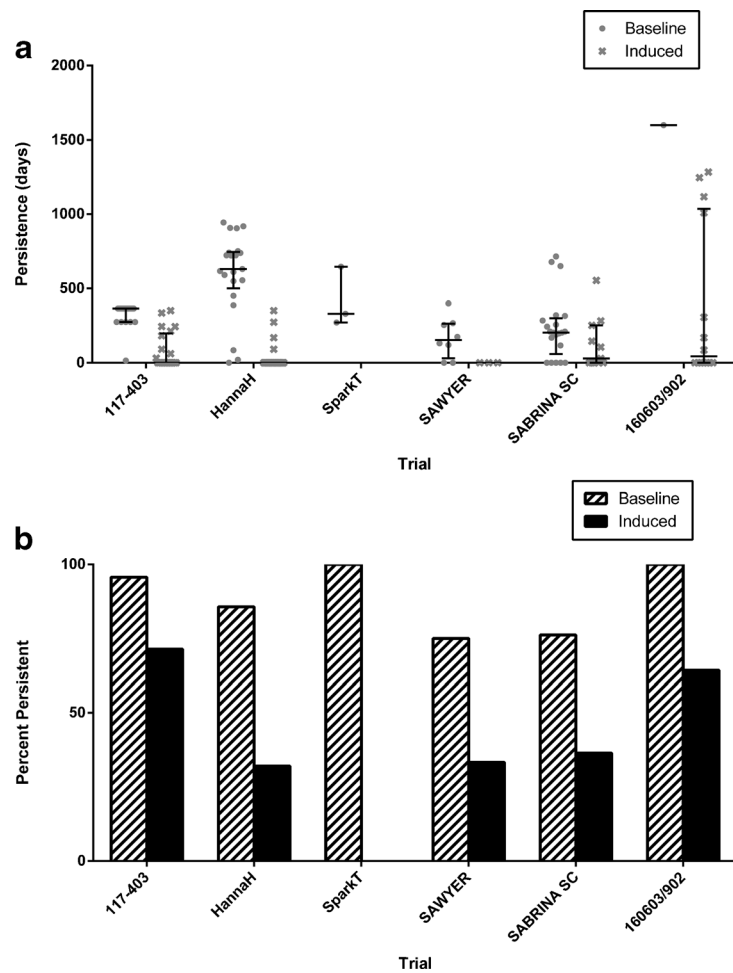 a
Baseline
Induced
2000
1500
1000
500
0
Persistence (days)
117-403
HannaH
SparkT
SAWYER
SABRINA SC
160603/902
Trial
b
Baseline
Induced
100
50
0
Percent Persistent
117-403
HannaH
SparkT
SAWYER
SABRINA SC
160603/902
Trial